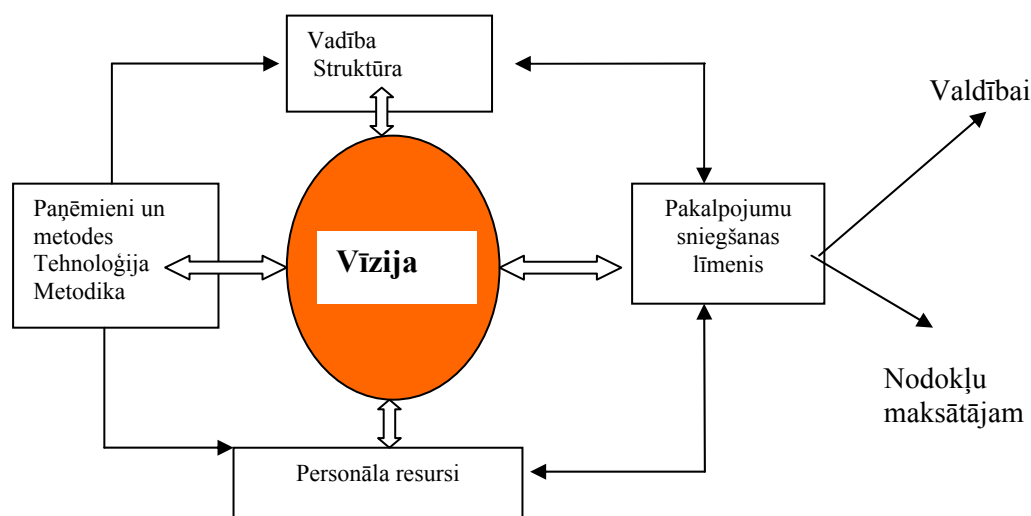 Vadība
Struktūra
Valdībai
Paņēmieni un
metodes
Tehnoloģija
Metodika
Vīzija
Pakalpojumu
sniegšanas
līmenis
Nodokļu
maksātājam
Personāla resursi